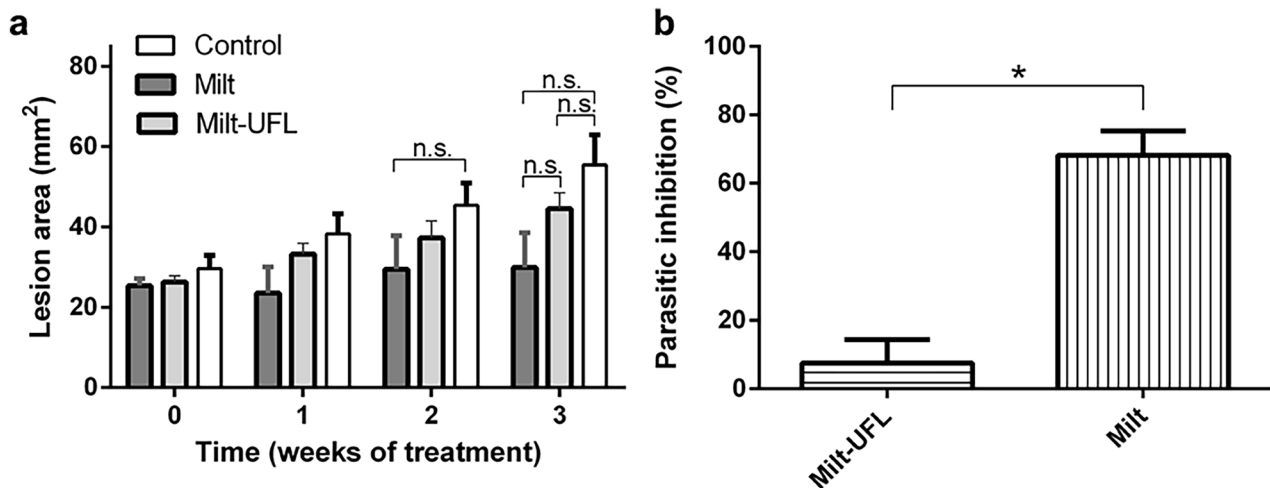 a
Lesion area (mm²)
80
60
40
20
0
Control
Milt
Milt-UFL
n.s.
n.s.
n.s.
n.s.
0 1 2 3
Time (weeks of treatment)
b
Parasitic inhibition (%)
100
80
60
40
20
0
*
Milt-UFL
Milt